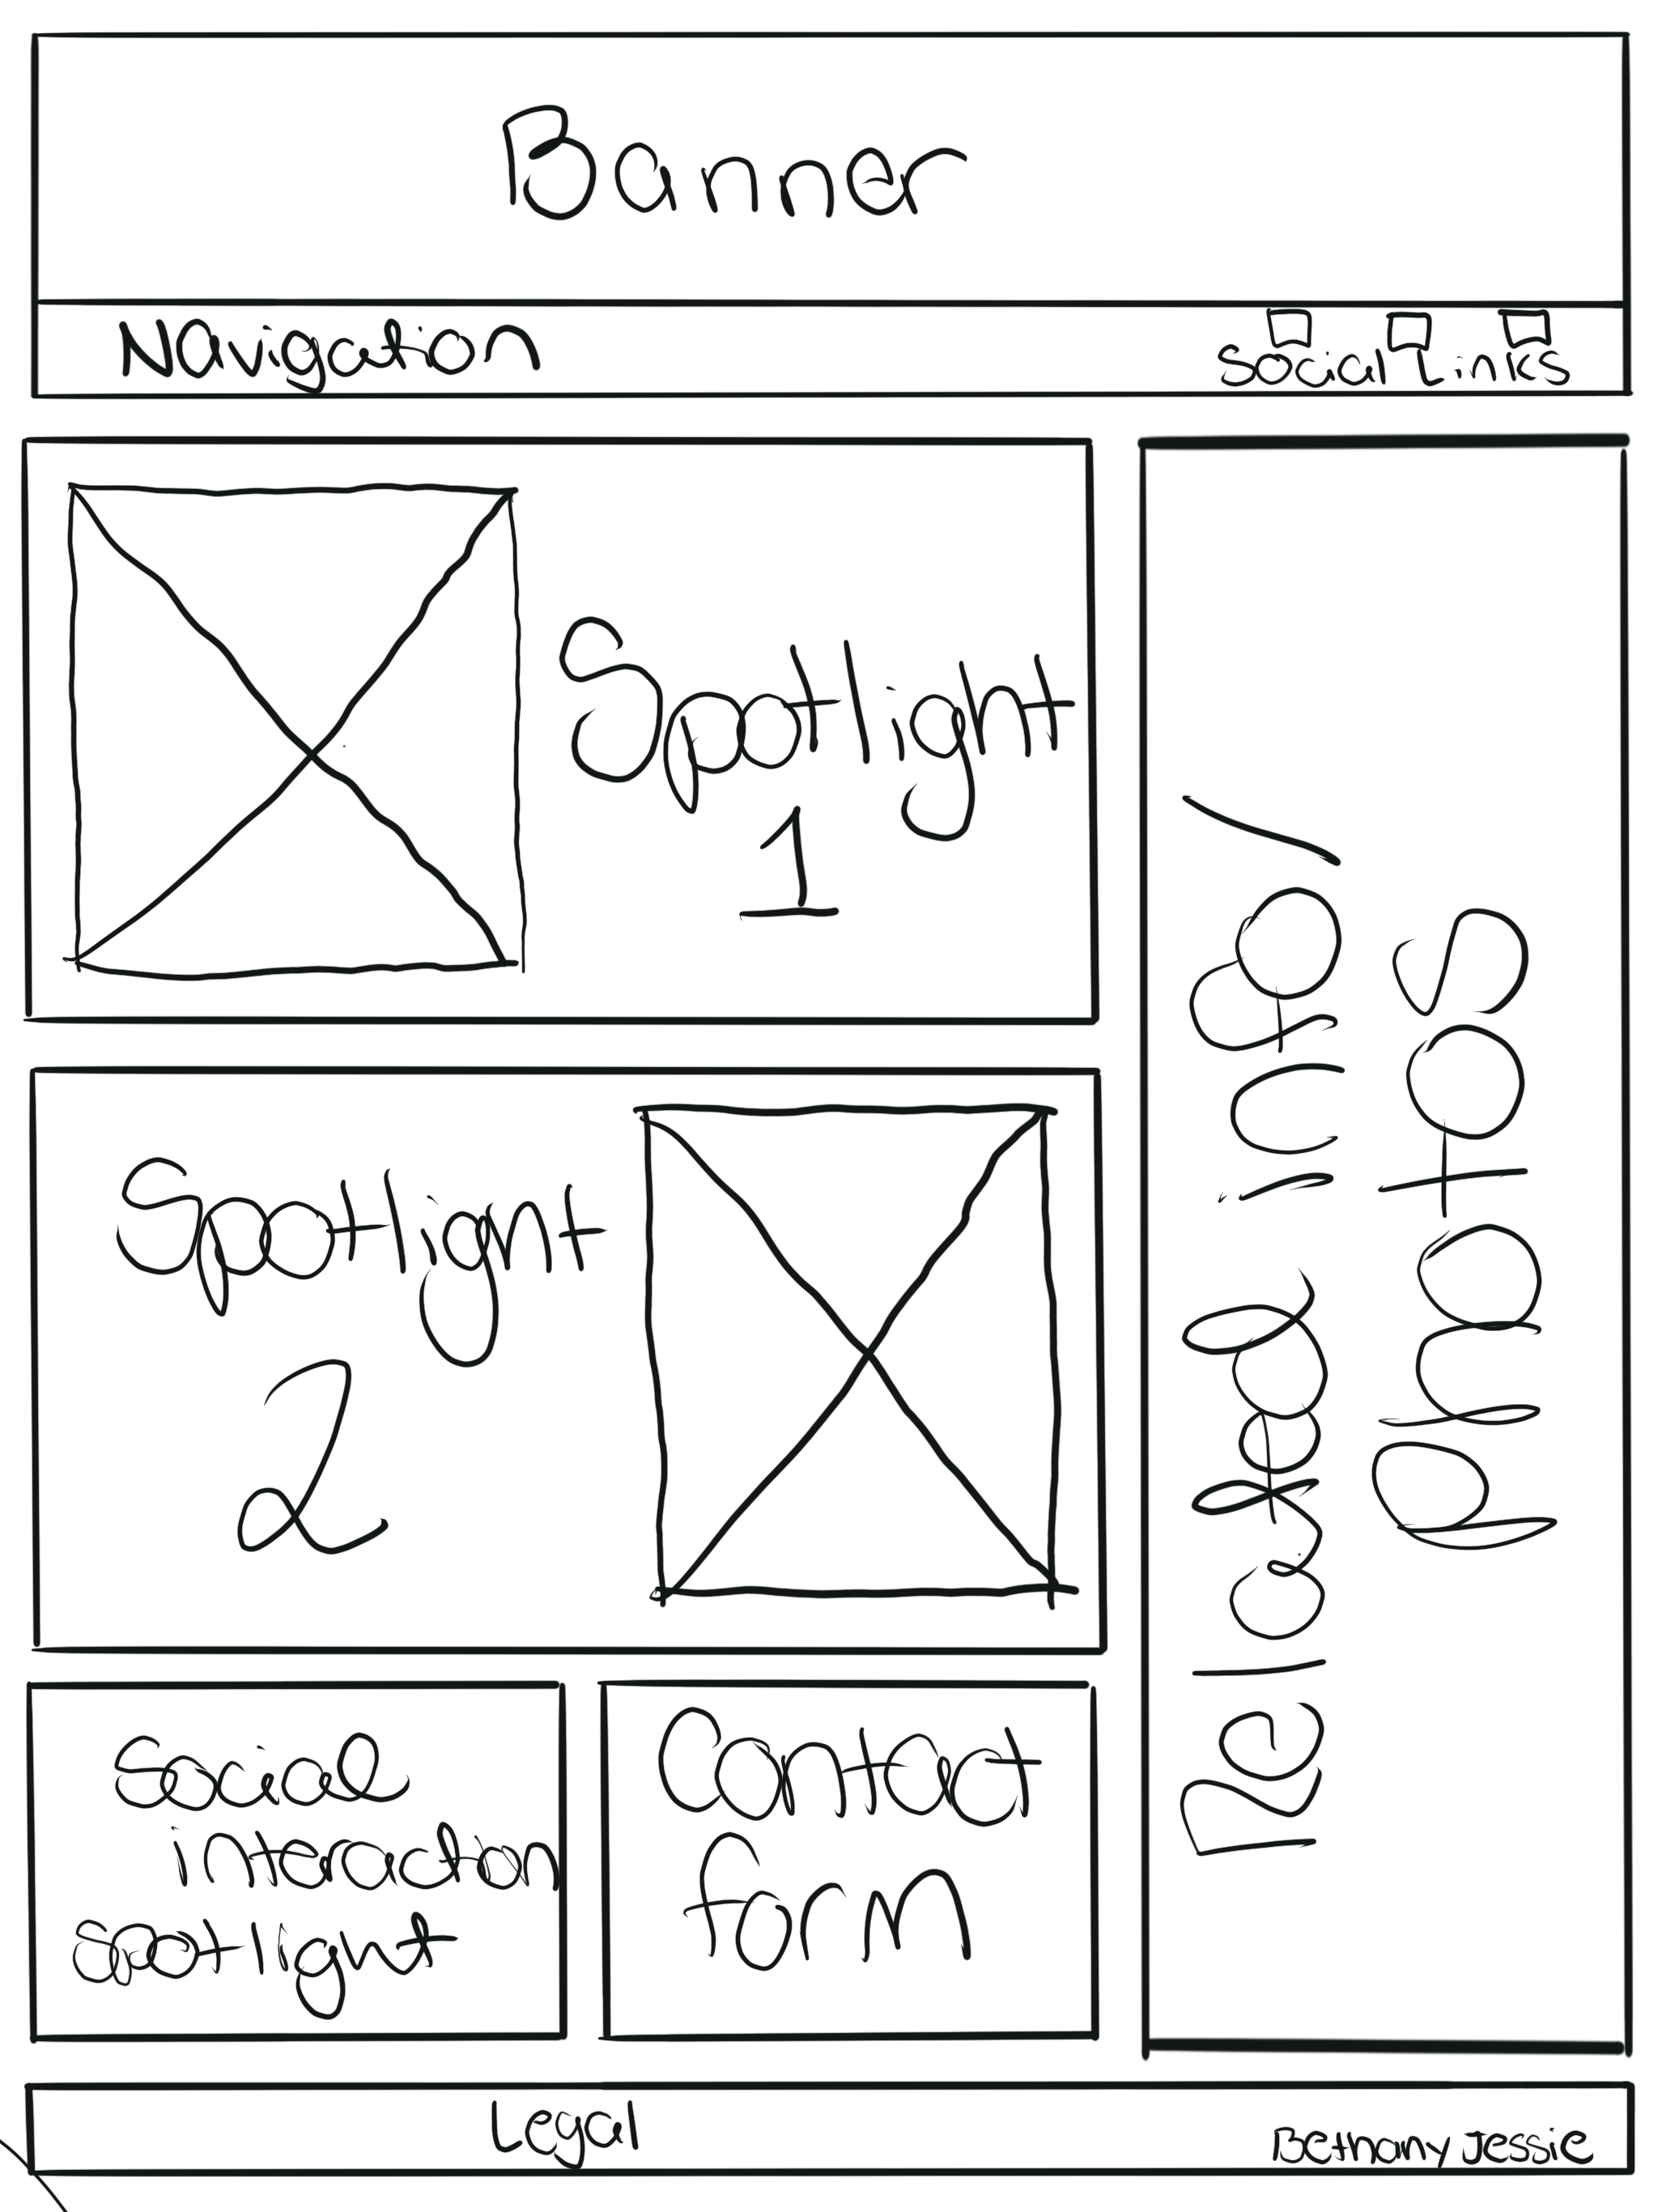 Banner
Navigation
social links
Spotlight
1
Spotlight
2
Related info/
Photos
social
interaction
spotlight
Contact
form
Legal
Bethany, Jessie